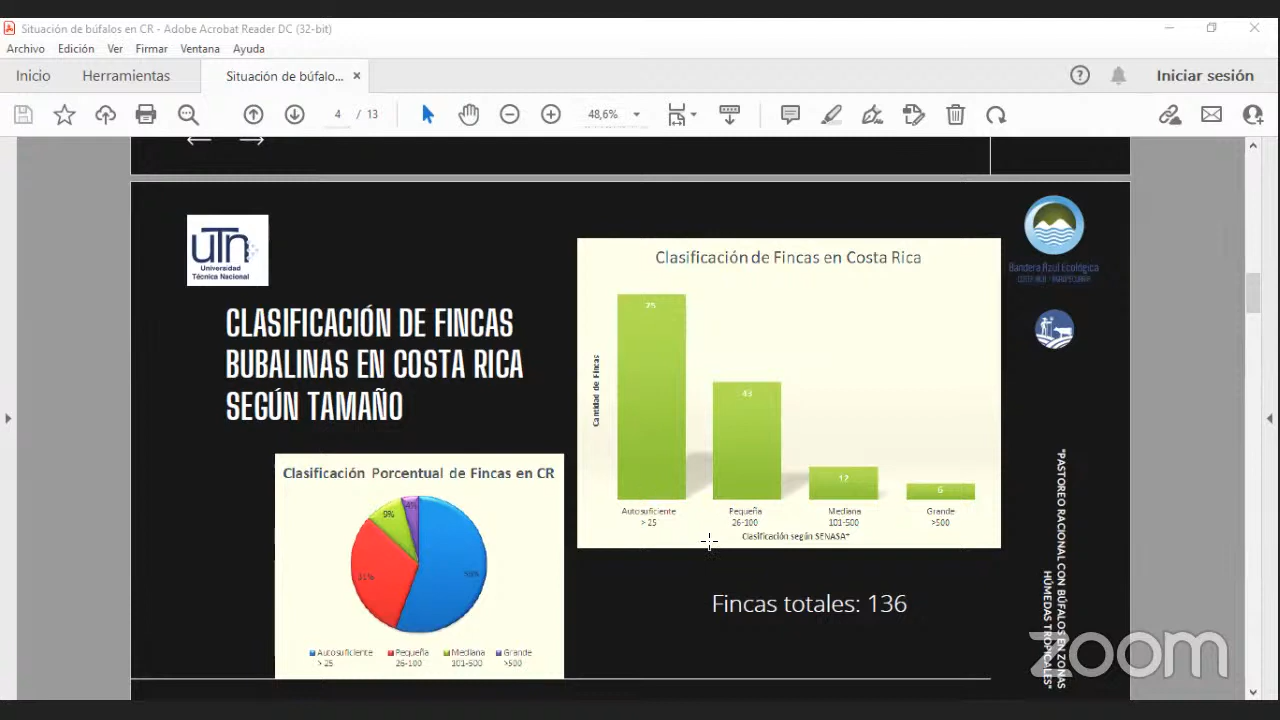 Situación de búfalos en CR - Adobe Acrobat Reader DC (32-bit)
Archivo Edición Ver Firmar Ventana Ayuda
Inicio Herramientas Situación de búfalo... × Iniciar sesión
4 / 13 48,6%
uTn
Universidad
Técnica Nacional
CLASIFICACIÓN DE FINCAS
BUBALINAS EN COSTA RICA
SEGÚN TAMAÑO
Clasificación de Fincas en Costa Rica
Cantidad de Fincas
75
43
12
6
Autosuficiente Pequeña Mediana Grande
> 25 26-100 101-500 >500
Clasificación según SENASA*
Clasificación Porcentual de Fincas en CR
4%
9%
31%
Autosuficiente Pequeña Mediana Grande
> 25 26-100 101-500 >500
Fincas totales: 136
Bandera Azul Ecológica
"PASTOREO RACIONAL CON BÚFALOS EN ZONAS
HÚMEDAS TROPICALES"
zoom